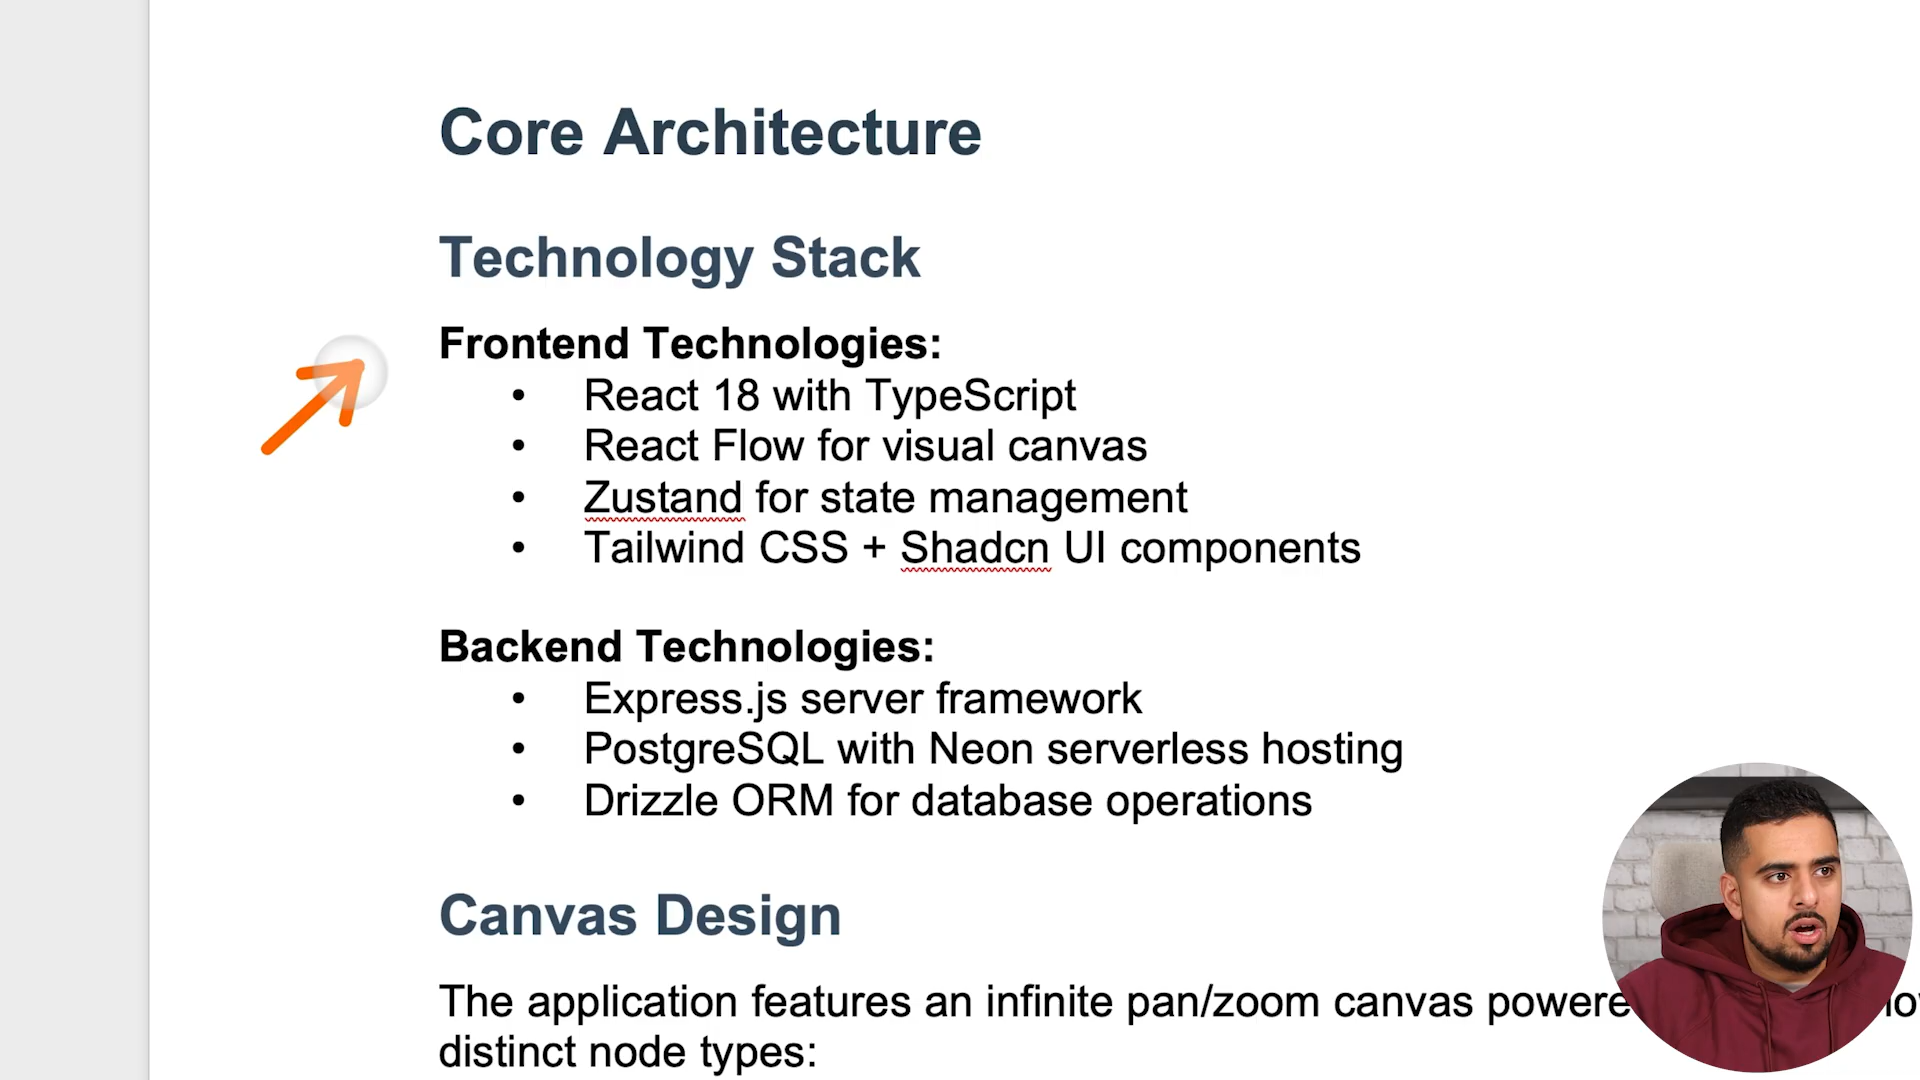 Core Architecture
Technology Stack
Frontend Technologies:
• React 18 with TypeScript
• React Flow for visual canvas
• Zustand for state management
• Tailwind CSS + Shadcn UI components
Backend Technologies:
• Express.js server framework
• PostgreSQL with Neon serverless hosting
• Drizzle ORM for database operations
Canvas Design
The application features an infinite pan/zoom canvas
distinct node types: